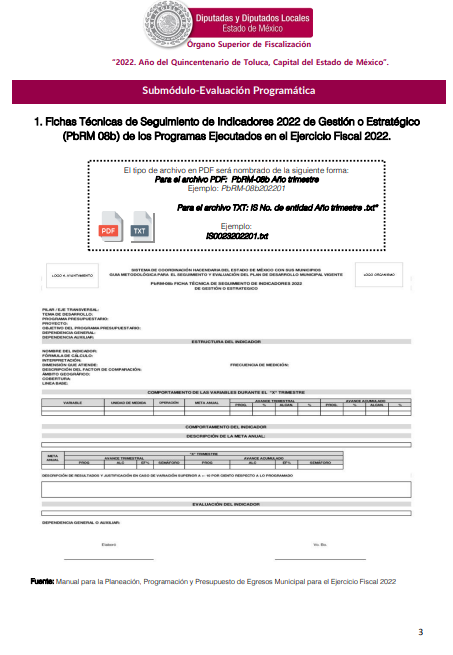 Diputadas y Diputados Locales
Estado de México
Órgano Superior de Fiscalización
“2022. Año del Quincentenario de Toluca, Capital del Estado de México”.
Submódulo-Evaluación Programática
1. Fichas Técnicas de Seguimiento de Indicadores 2022 de Gestión o Estratégico
(PbRM 08b) de los Programas Ejecutados en el Ejercicio Fiscal 2022.
El tipo de archivo en PDF será nombrado de la siguiente forma:
Para el archivo PDF: PbRM-08b Año trimestre
Ejemplo: PbRM-08b202201
Para el archivo TXT: IS No. de entidad Año trimestre .txt"
PDF TXT
Ejemplo:
IS0023202201.txt
SISTEMA DE COORDINACIÓN HACENDARIA DEL ESTADO DE MÉXICO CON SUS MUNICIPIOS
GUIA METODOLÓGICA PARA EL SEGUIMIENTO Y EVALUACIÓN DEL PLAN DE DESARROLLO MUNICIPAL VIGENTE
LOGO AYUNTAMIENTO
LOGO ORGANISMO
PbRM-08b FICHA TÉCNICA DE SEGUIMIENTO DE INDICADORES 2022
DE GESTIÓN O ESTRATÉGICO
PILAR / EJE TRANSVERSAL:
TEMA DE DESARROLLO:
PROGRAMA PRESUPUESTARIO:
PROYECTO:
OBJETIVO DEL PROGRAMA PRESUPUESTARIO:
DEPENDENCIA GENERAL:
DEPENDENCIA AUXILIAR:
ESTRUCTURA DEL INDICADOR
NOMBRE DEL INDICADOR:
FÓRMULA DE CÁLCULO:
INTERPRETACIÓN:
DIMENSIÓN QUE ATIENDE: FRECUENCIA DE MEDICIÓN:
DESCRIPCIÓN DEL FACTOR DE COMPARACIÓN:
ÁMBITO GEOGRÁFICO:
COBERTURA:
LINEA BASE:
COMPORTAMIENTO DE LAS VARIABLES DURANTE EL "X" TRIMESTRE
VARIABLE UNIDAD DE MEDIDA OPERACIÓN META ANUAL AVANCE TRIMESTRAL AVANCE ACUMULADO
PROG. % ALCAN. % PROG. % ALCAN. %
COMPORTAMIENTO DEL INDICADOR
DESCRIPCIÓN DE LA META ANUAL:
META ANUAL "X" TRIMESTRE
AVANCE TRIMESTRAL AVANCE ACUMULADO
PROG ALC EF% SEMÁFORO PROG ALC EF% SEMÁFORO
DESCRIPCIÓN DE RESULTADOS Y JUSTIFICACIÓN EN CASO DE VARIACIÓN SUPERIOR A +- 10 POR CIENTO RESPECTO A LO PROGRAMADO
EVALUACIÓN DEL INDICADOR
DEPENDENCIA GENERAL O AUXILIAR:
Elaboró Vo. Bo.
Fuente: Manual para la Planeación, Programación y Presupuesto de Egresos Municipal para el Ejercicio Fiscal 2022
3